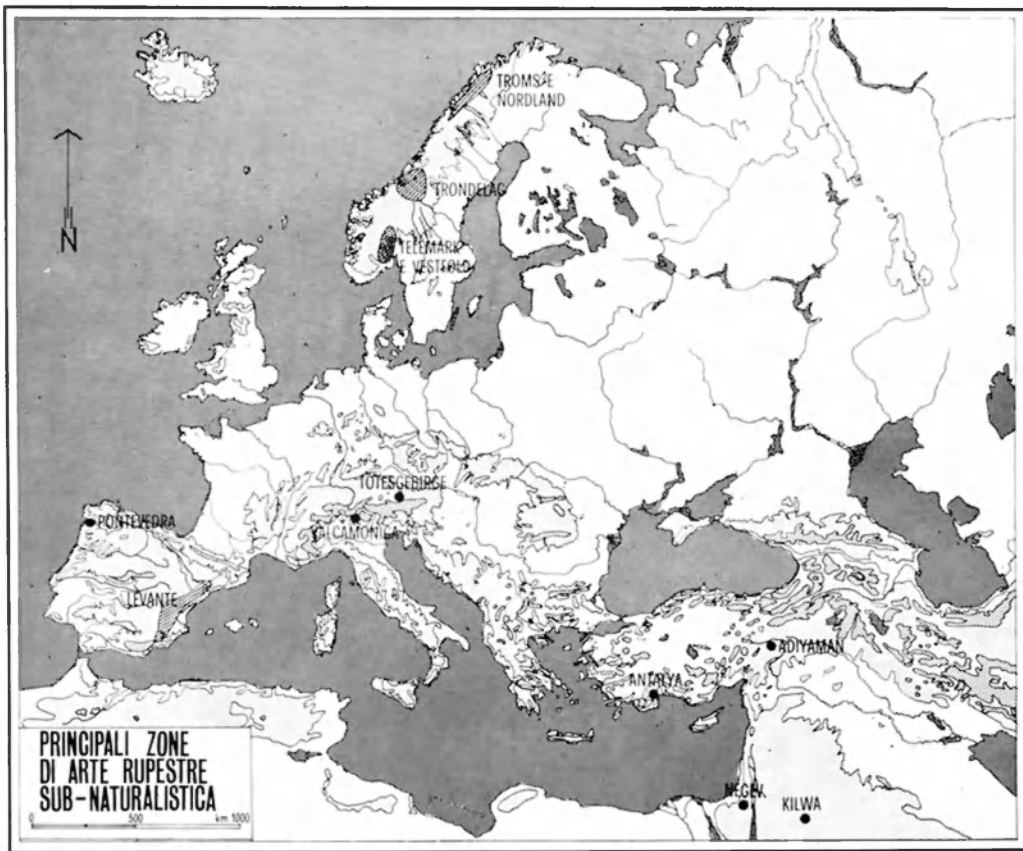 TROMS E
NORDLAND
TRONDELAG
TELEMARK
E VESTFOLD
TOTESGEBIRGE
VALCAMONICA
PONTEVEDRA
LEVANTE
ADIYAMAN
ANTALYA
NEGEV
KILWA
N
PRINCIPALI ZONE
DI ARTE RUPESTRE
SUB-NATURALISTICA
0 500 km 1000